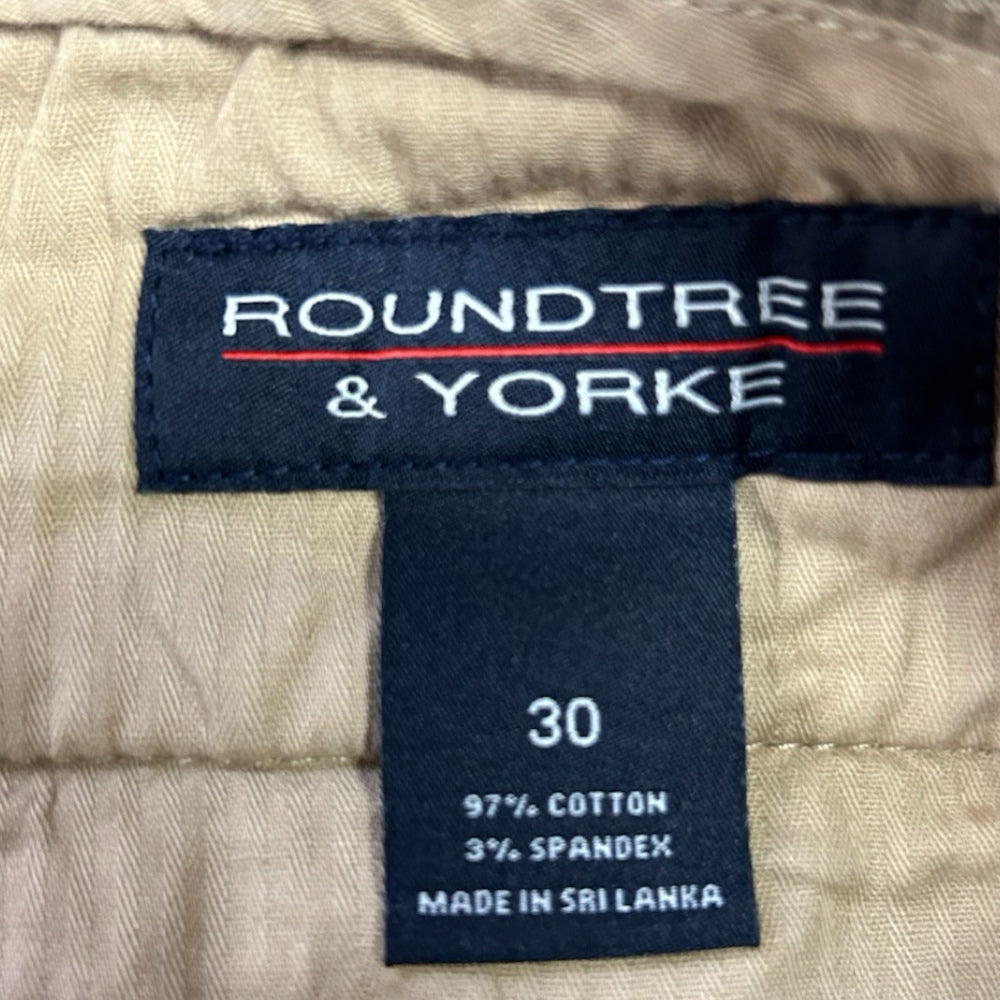 ROUNDTREE
& YORKE
30
97% COTTON
3% SPANDEX
MADE IN SRI LANKA